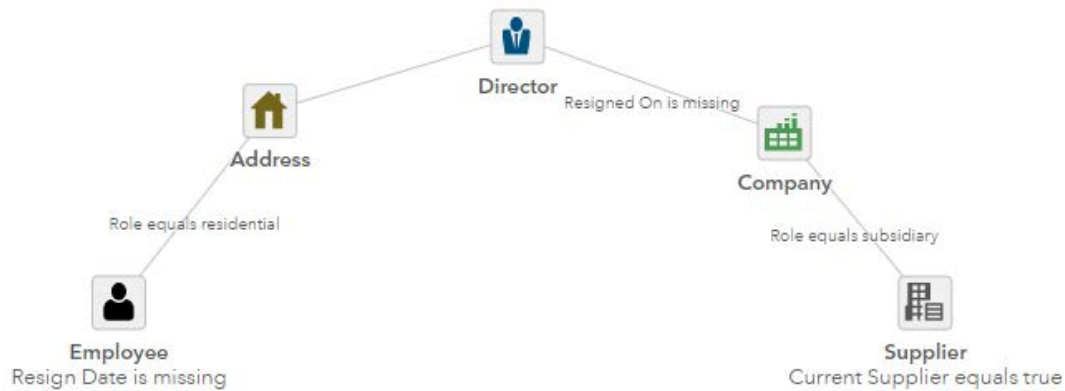 Director
Resigned On is missing
Address
Company
Role equals residential
Role equals subsidiary
Employee
Resign Date is missing
Supplier
Current Supplier equals true